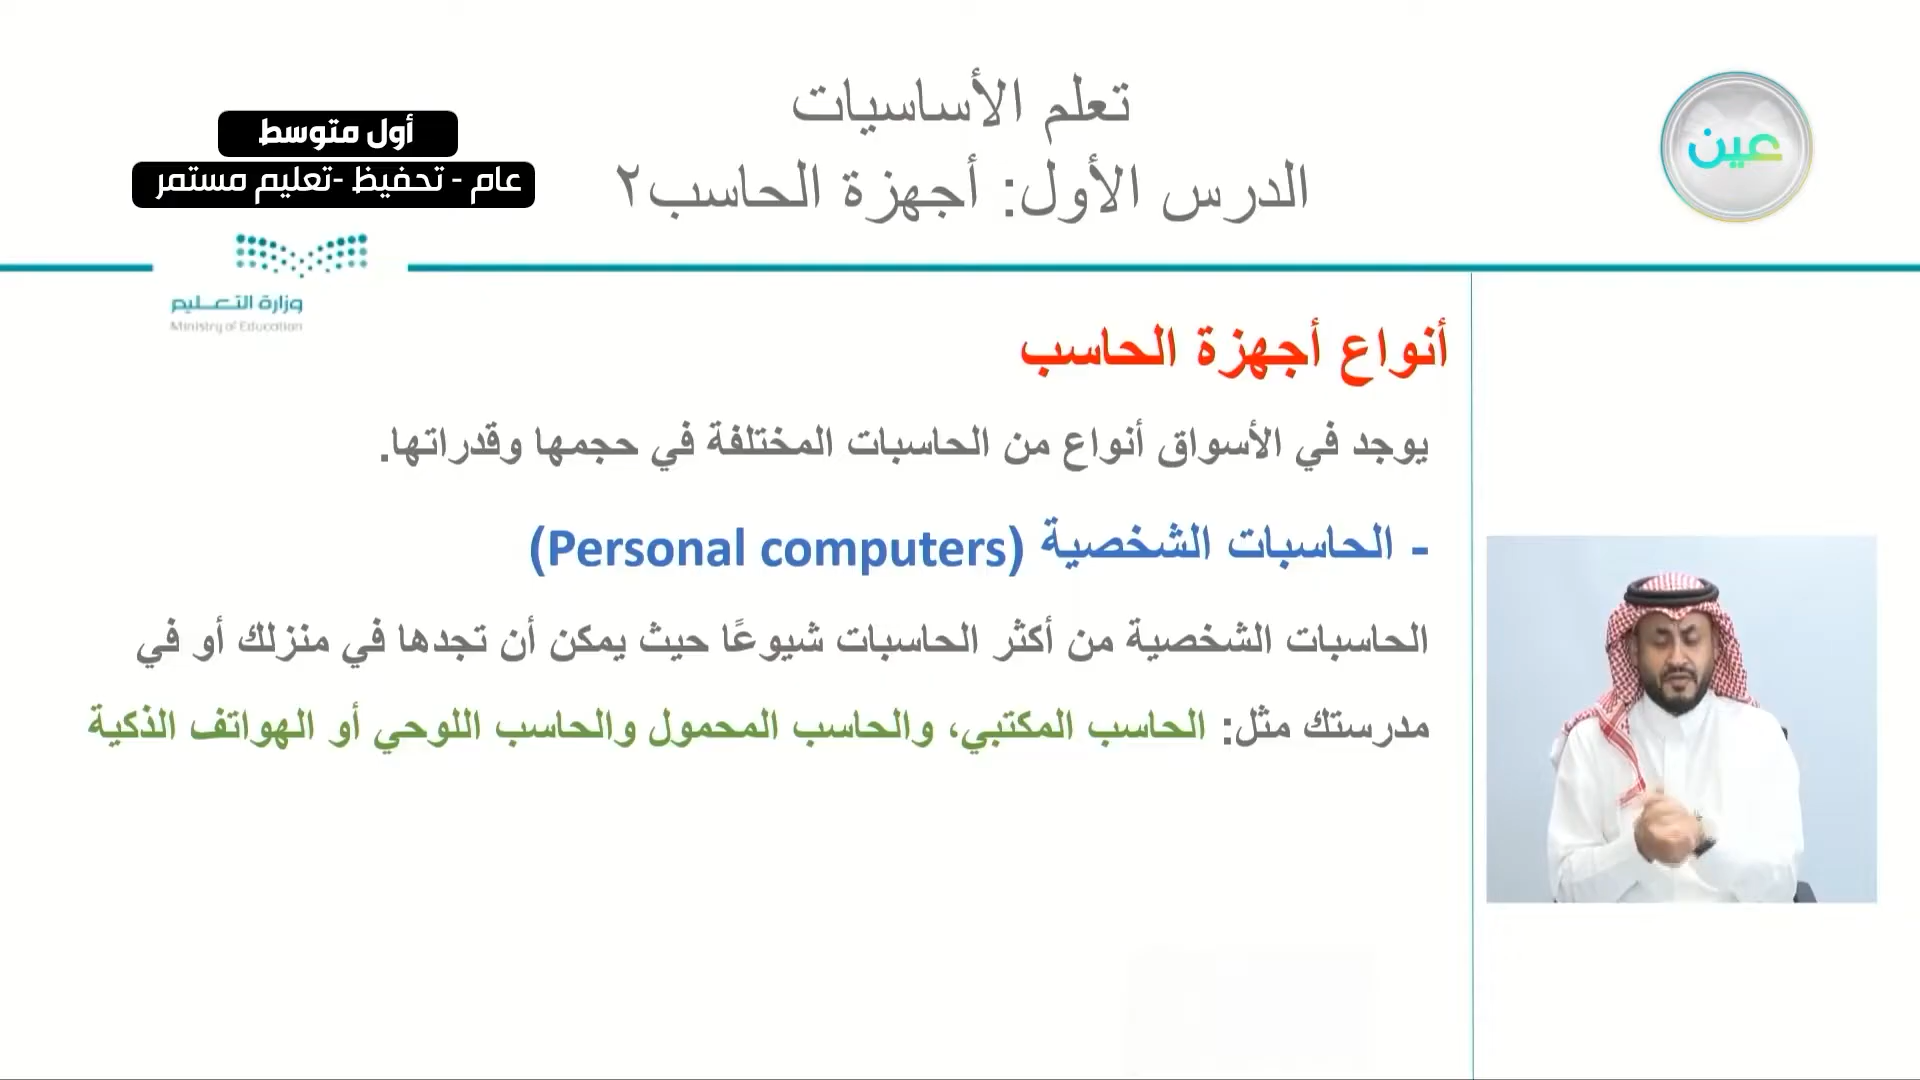 تعلم الأساسيات
الدرس الأول: أجهزة الحاسب٢
عين
أول متوسط
عام - تحفيظ -تعليم مستمر
وزارة التعليم
Ministry of Education
أنواع أجهزة الحاسب
يوجد في الأسواق أنواع من الحاسبات المختلفة في حجمها وقدراتها.
- الحاسبات الشخصية (Personal computers)
الحاسبات الشخصية من أكثر الحاسبات شيوعًا حيث يمكن أن تجدها في منزلك أو في
مدرستك مثل: الحاسب المكتبي، والحاسب المحمول والحاسب اللوحي أو الهواتف الذكية